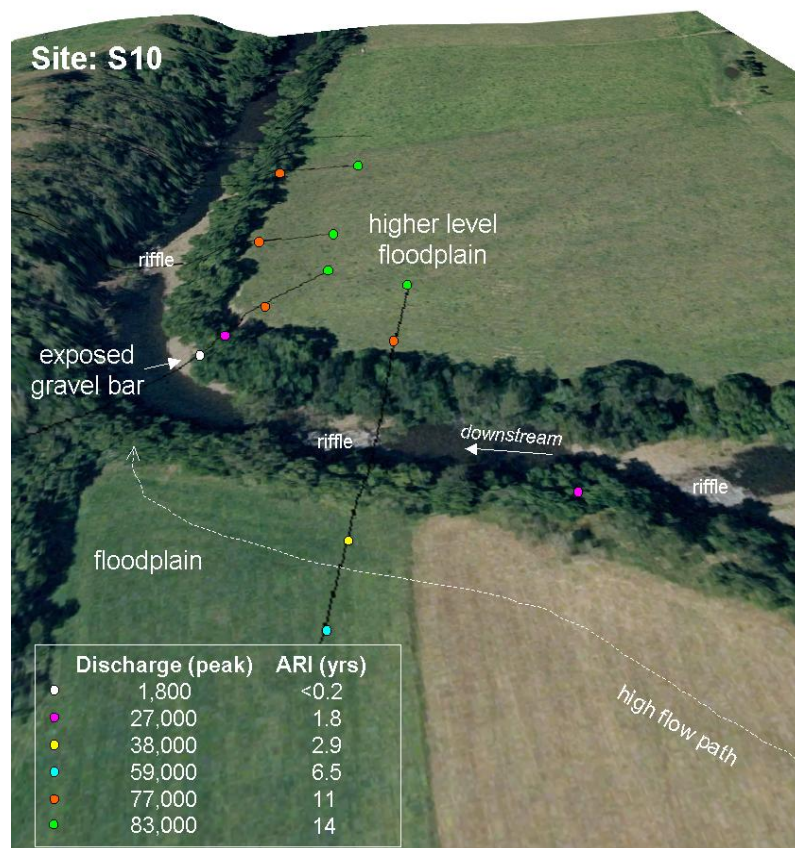 Site: S10
higher level
floodplain
riffle
exposed
gravel bar
riffle
downstream
riffle
floodplain
high flow path
Discharge (peak) ARI (yrs)
1,800 <0.2
27,000 1.8
38,000 2.9
59,000 6.5
77,000 11
83,000 14